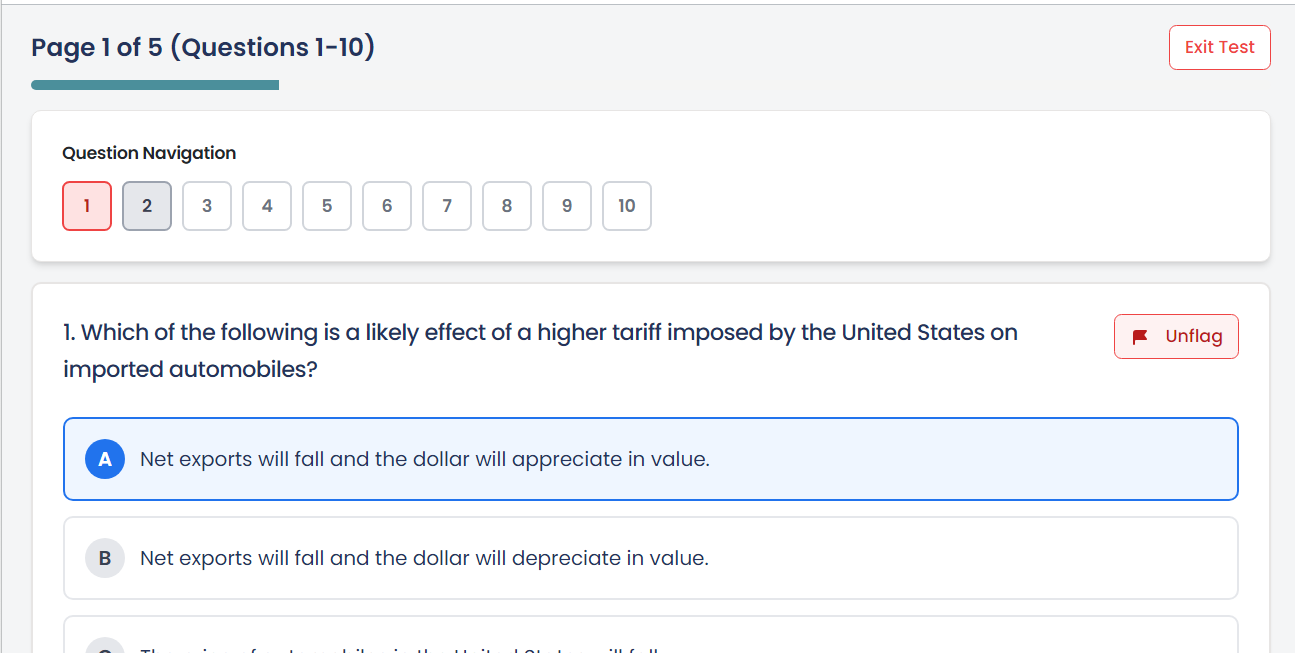 Page 1 of 5 (Questions 1-10)
Exit Test
Question Navigation
1 2 3 4 5 6 7 8 9 10
1. Which of the following is a likely effect of a higher tariff imposed by the United States on
imported automobiles?
Unflag
A Net exports will fall and the dollar will appreciate in value.
B Net exports will fall and the dollar will depreciate in value.